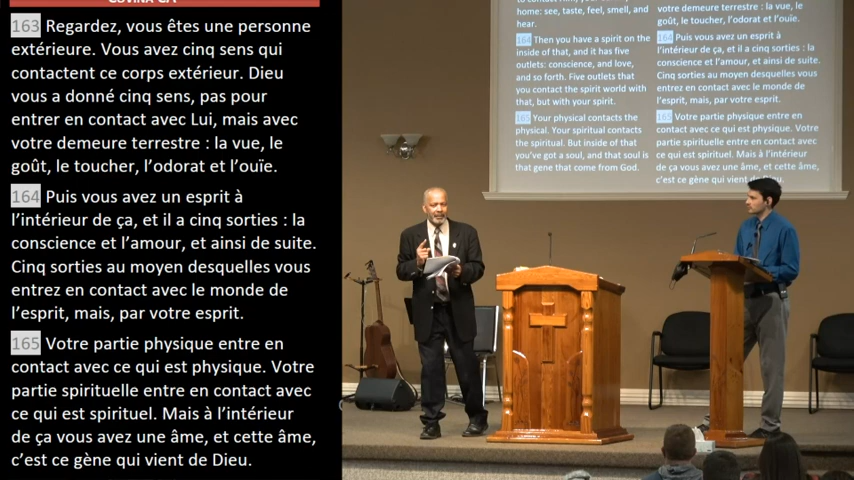 COVINA CA
163 Regardez, vous êtes une personne
extérieure. Vous avez cinq sens qui
contactent ce corps extérieur. Dieu
vous a donné cinq sens, pas pour
entrer en contact avec Lui, mais avec
votre demeure terrestre : la vue, le
goût, le toucher, l’odorat et l’ouïe.
164 Puis vous avez un esprit à
l’intérieur de ça, et il a cinq sorties : la
conscience et l’amour, et ainsi de suite.
Cinq sorties au moyen desquelles vous
entrez en contact avec le monde de
l’esprit, mais, par votre esprit.
165 Votre partie physique entre en
contact avec ce qui est physique. Votre
partie spirituelle entre en contact avec
ce qui est spirituel. Mais à l’intérieur
de ça vous avez une âme, et cette âme,
c’est ce gène qui vient de Dieu.
home: see, taste, feel, smell, and
hear.
164 Then you have a spirit on the
inside of that, and it has five
outlets: conscience, and love,
and so forth. Five outlets that
you contact the spirit world with
that, but with your spirit.
165 Your physical contacts the
physical. Your spiritual contacts
the spiritual. But inside of that
you’ve got a soul, and that soul is
that gene that come from God.
votre demeure terrestre : la vue, le
goût, le toucher, l’odorat et l’ouïe.
164 Puis vous avez un esprit à
l’intérieur de ça, et il a cinq sorties : la
conscience et l’amour, et ainsi de suite.
Cinq sorties au moyen desquelles vous
entrez en contact avec le monde de
l’esprit, mais, par votre esprit.
165 Votre partie physique entre en
contact avec ce qui est physique. Votre
partie spirituelle entre en contact avec
ce qui est spirituel. Mais à l’intérieur
de ça vous avez une âme, et cette âme,
c’est ce gène qui vient de Dieu.